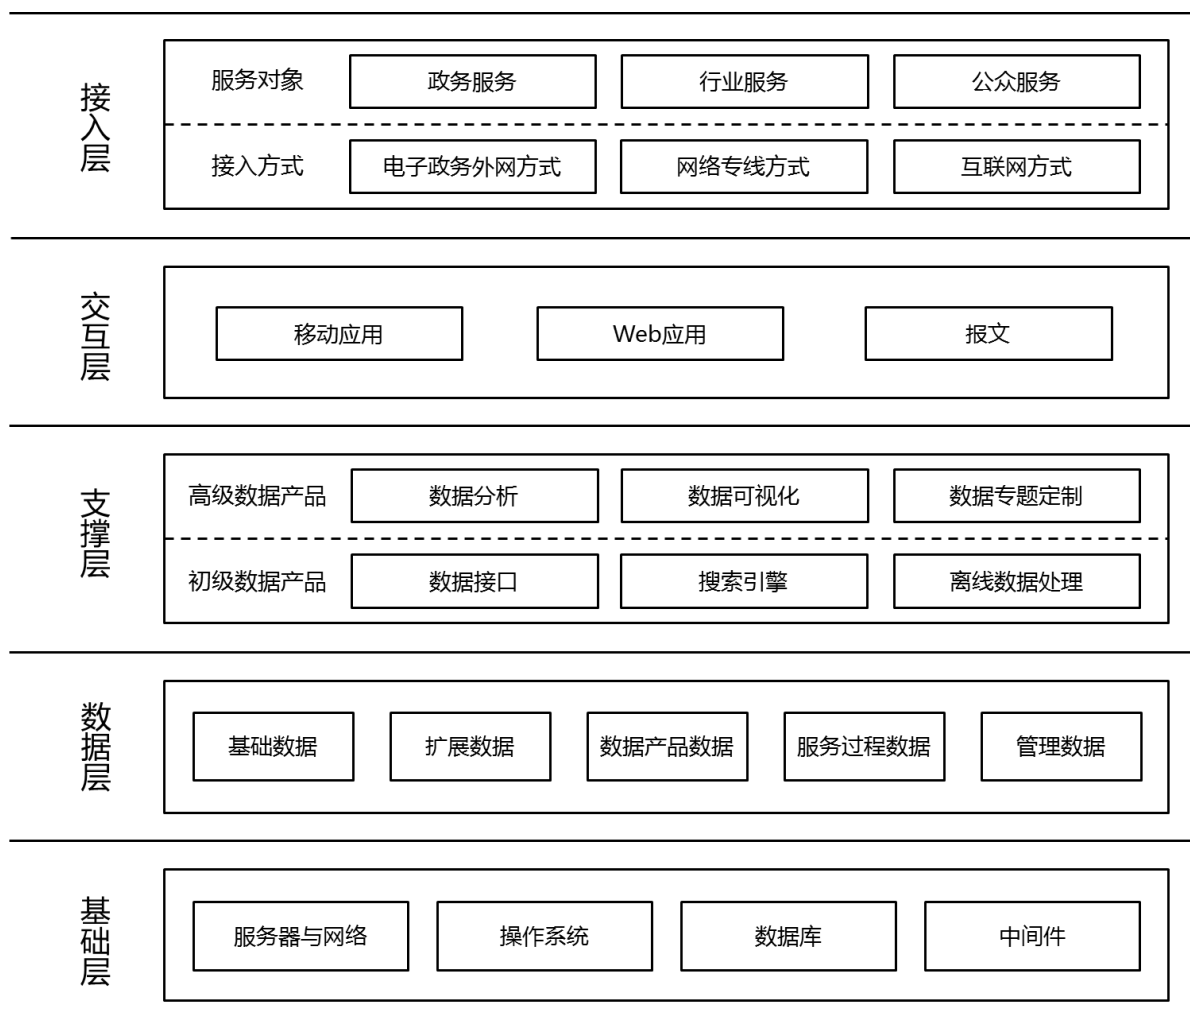 接入层
服务对象 政务服务 行业服务 公众服务
接入方式 电子政务外网方式 网络专线方式 互联网方式
交互层
移动应用 Web应用 报文
支撑层
高级数据产品 数据分析 数据可视化 数据专题定制
初级数据产品 数据接口 搜索引擎 离线数据处理
数据层
基础数据 扩展数据 数据产品数据 服务过程数据 管理数据
基础层
服务器与网络 操作系统 数据库 中间件